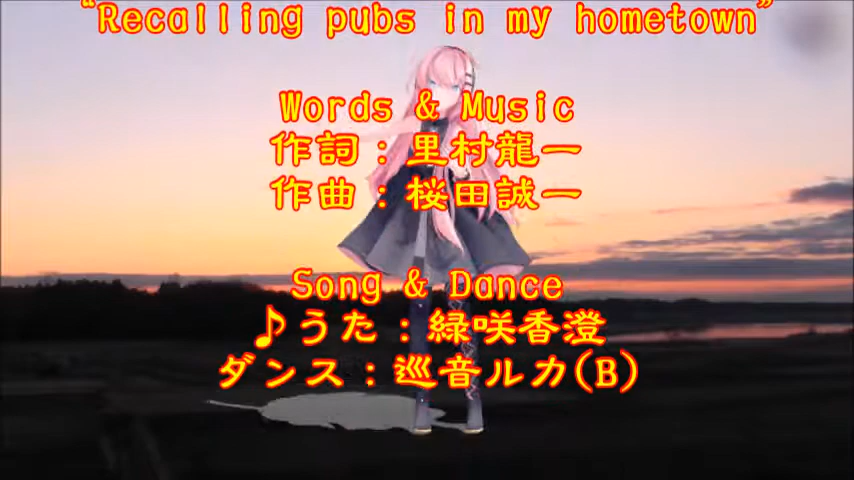 “Recalling pubs in my hometown”
Words & Music
作詞：里村龍一
作曲：桜田誠一
Song & Dance
♪うた：緑咲香澄
ダンス：巡音ルカ(B)